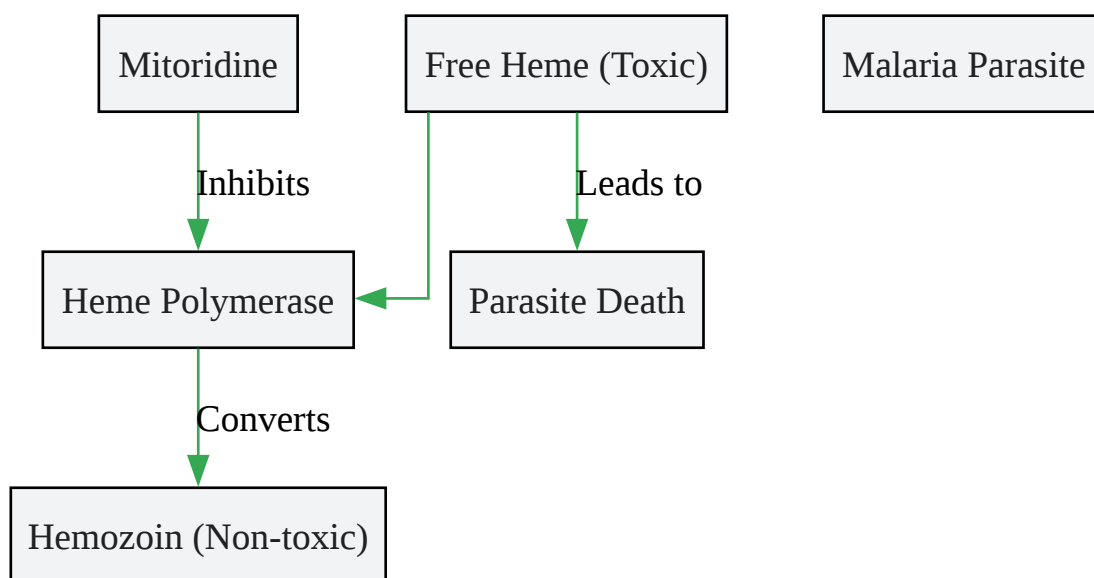 Mitoridine
Free Heme (Toxic)
Malaria Parasite
Inhibits
Leads to
Heme Polymerase
Parasite Death
Converts
Hemozoin (Non-toxic)